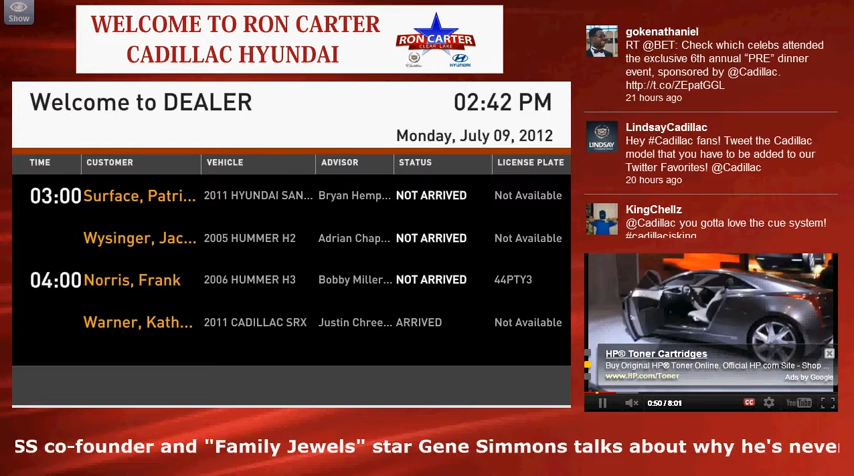 Show
WELCOME TO RON CARTER
CADILLAC HYUNDAI
RON CARTER
CLEAR LAKE
HYUNDAI
Welcome to DEALER
02:42 PM
Monday, July 09, 2012
TIME CUSTOMER VEHICLE ADVISOR STATUS LICENSE PLATE
03:00 Surface, Patri... 2011 HYUNDAI SAN... Bryan Hemp... NOT ARRIVED Not Available
Wysinger, Jac... 2005 HUMMER H2 Adrian Chap... NOT ARRIVED Not Available
04:00 Norris, Frank 2006 HUMMER H3 Bobby Miller... NOT ARRIVED 44PTY3
Warner, Kath... 2011 CADILLAC SRX Justin Chree... ARRIVED Not Available
gokenathaniel
RT @BET: Check which celebs attended
the exclusive 6th annual “PRE” dinner
event, sponsored by @Cadillac.
http://t.co/ZEpatGGL
21 hours ago
LINDSAY
LindsayCadillac
Hey #Cadillac fans! Tweet the Cadillac
model that you have to be added to our
Twitter Favorites! @Cadillac
20 hours ago
KingChellz
@Cadillac you gotta love the cue system!
#cadillacisking
HP® Toner Cartridges
Buy Original HP® Toner Online, Official HP.com Site - Shop ...
www.HP.com/Toner
Ads by Google
0:50 / 8:01
CC
YouTube
SS co-founder and "Family Jewels" star Gene Simmons talks about why he's never